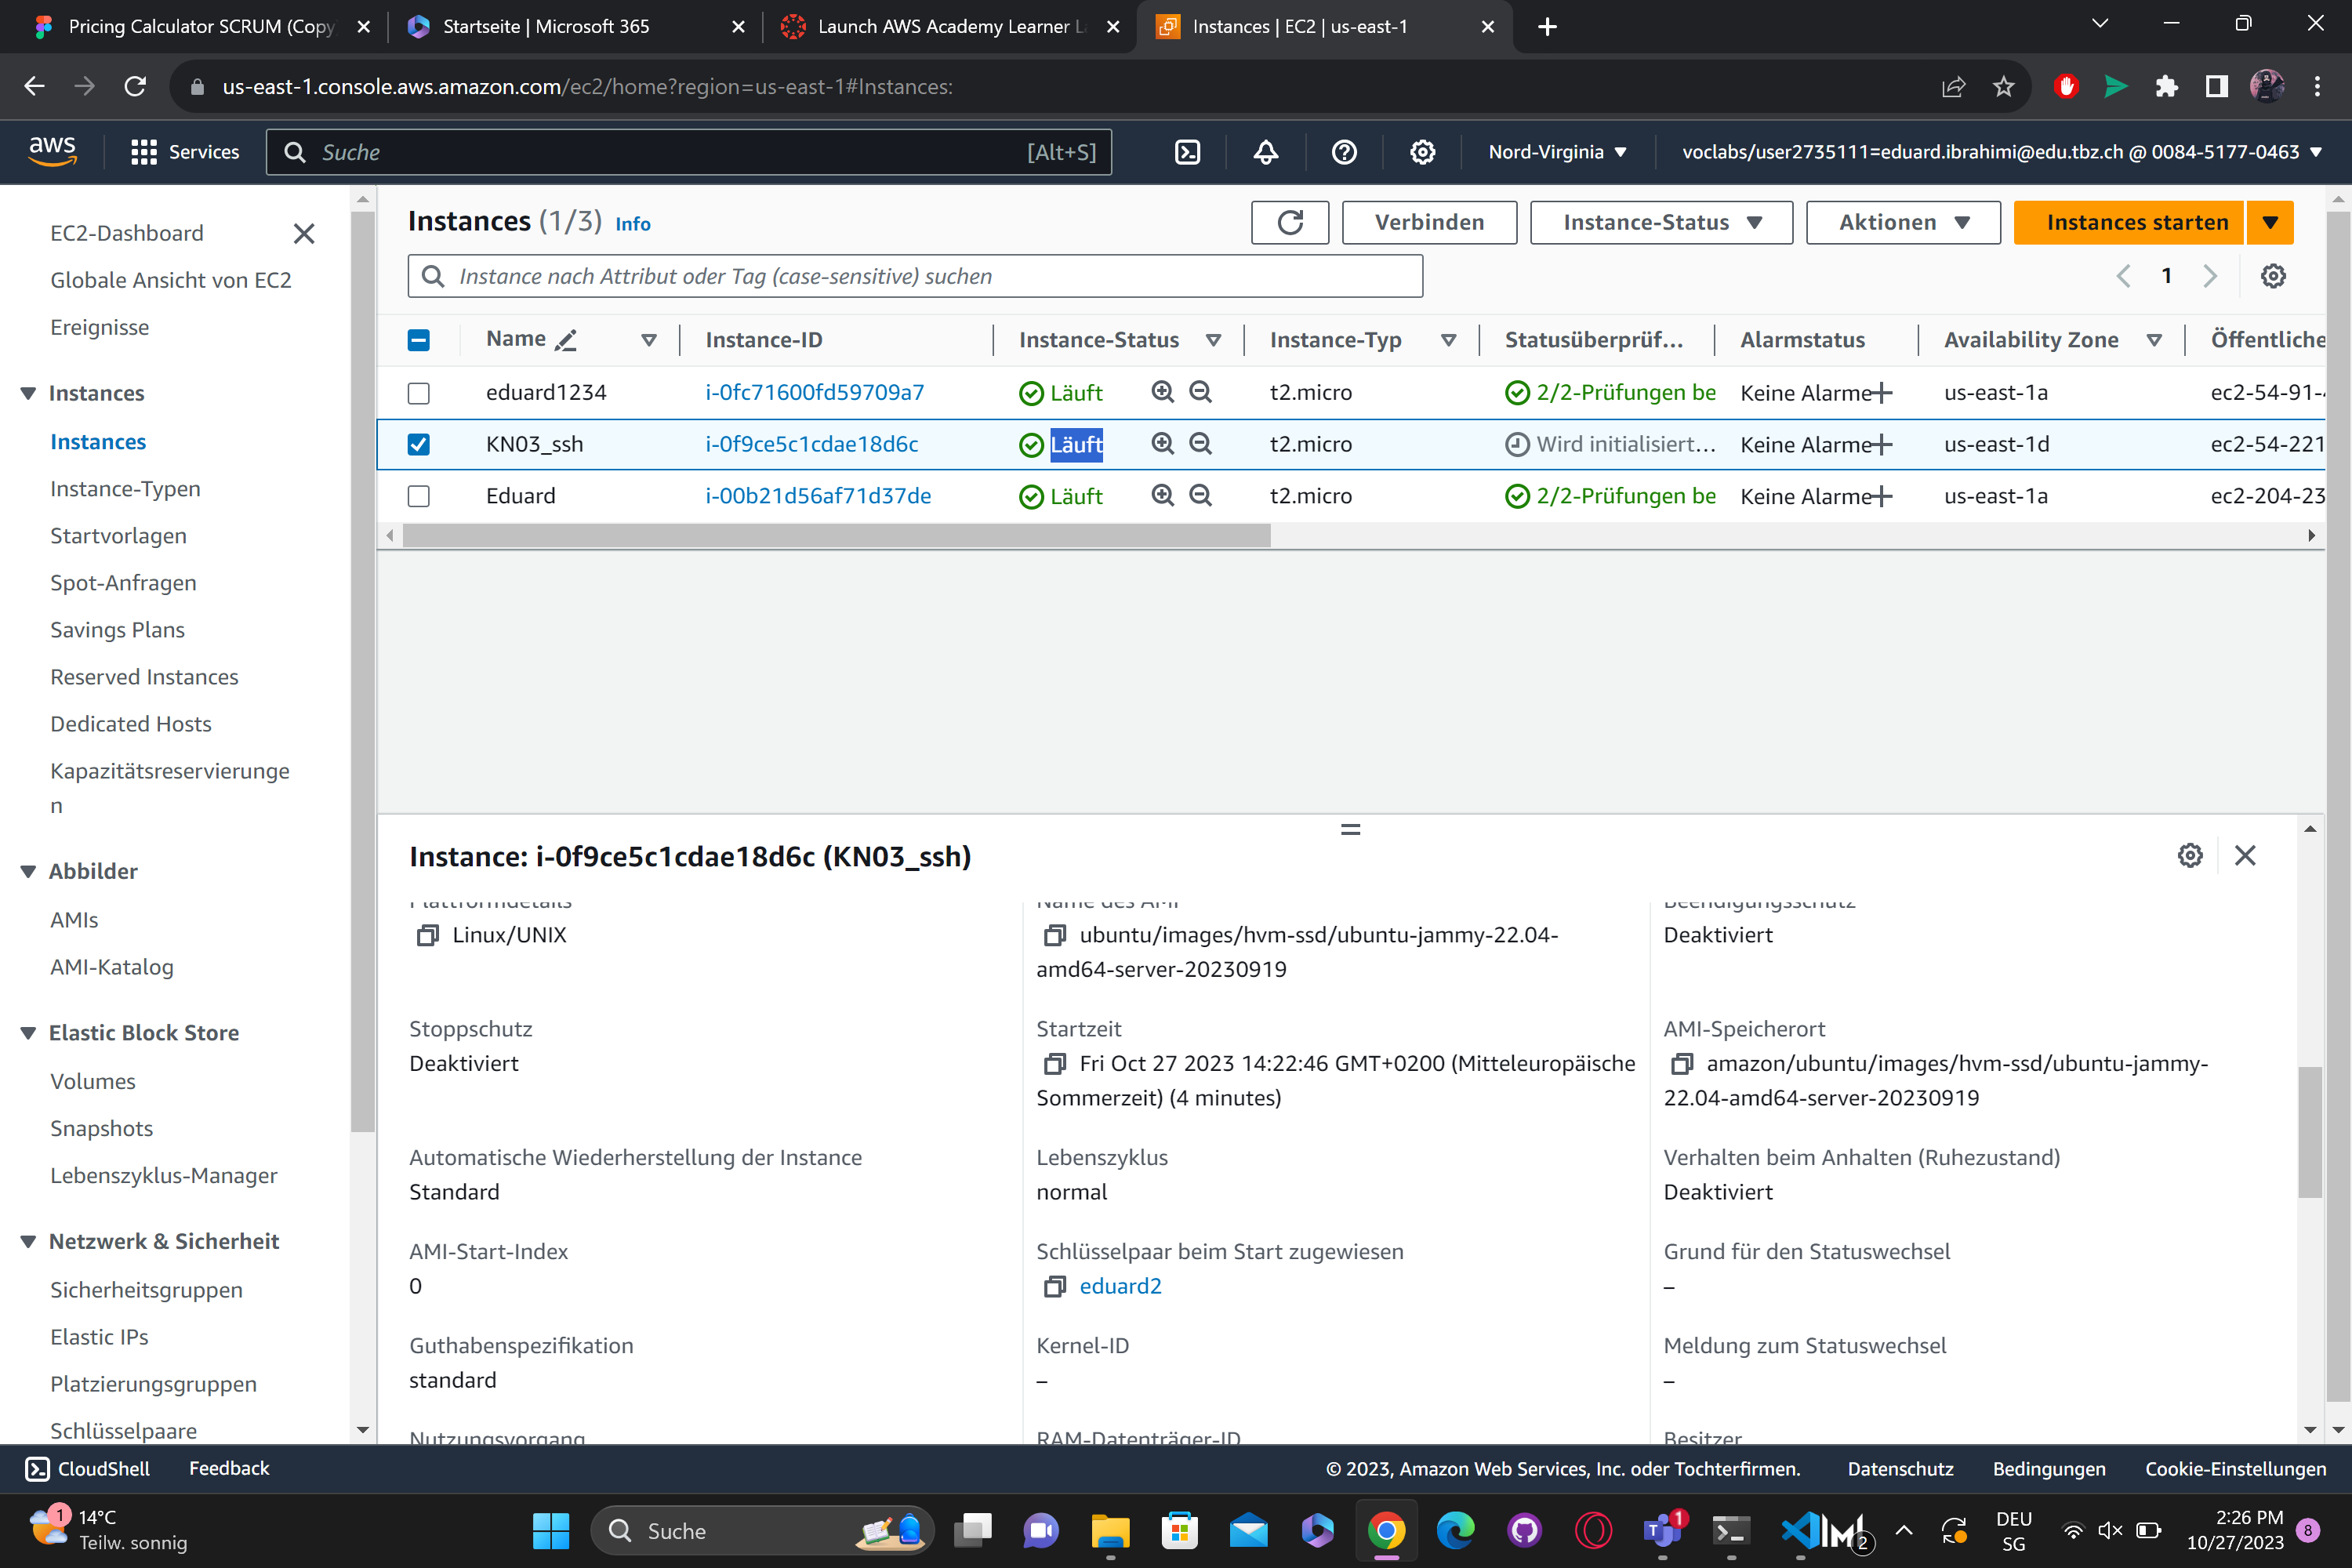 Pricing Calculator SCRUM (Copy
Startseite | Microsoft 365
Launch AWS Academy Learner L
Instances | EC2 | us-east-1
us-east-1.console.aws.amazon.com/ec2/home?region=us-east-1#Instances:
aws
Services
Suche
[Alt+S]
Nord-Virginia
voclabs/user2735111=eduard.ibrahimi@edu.tbz.ch @ 0084-5177-0463
EC2-Dashboard
Globale Ansicht von EC2
Ereignisse
Instances
Instances
Instance-Typen
Startvorlagen
Spot-Anfragen
Savings Plans
Reserved Instances
Dedicated Hosts
Kapazitätsreservierunge
n
Abbilder
AMIs
AMI-Katalog
Elastic Block Store
Volumes
Snapshots
Lebenszyklus-Manager
Netzwerk & Sicherheit
Sicherheitsgruppen
Elastic IPs
Platzierungsgruppen
Schlüsselpaare
Instances (1/3) Info
Verbinden
Instance-Status
Aktionen
Instances starten
Instance nach Attribut oder Tag (case-sensitive) suchen
1
Name Instance-ID Instance-Status Instance-Typ Statusüberprüf... Alarmstatus Availability Zone Öffentliche
eduard1234 i-0fc71600fd59709a7 Läuft t2.micro 2/2-Prüfungen be Keine Alarme us-east-1a ec2-54-91-
KN03_ssh i-0f9ce5c1cdae18d6c Läuft t2.micro Wird initialisiert... Keine Alarme us-east-1d ec2-54-221
Eduard i-00b21d56af71d37de Läuft t2.micro 2/2-Prüfungen be Keine Alarme us-east-1a ec2-204-23
Instance: i-0f9ce5c1cdae18d6c (KN03_ssh)
Plattformdetails
Linux/UNIX
Name des AMI
ubuntu/images/hvm-ssd/ubuntu-jammy-22.04-
amd64-server-20230919
Beendigungsschutz
Deaktiviert
Stoppschutz
Deaktiviert
Startzeit
Fri Oct 27 2023 14:22:46 GMT+0200 (Mitteleuropäische
Sommerzeit) (4 minutes)
AMI-Speicherort
amazon/ubuntu/images/hvm-ssd/ubuntu-jammy-
22.04-amd64-server-20230919
Automatische Wiederherstellung der Instance
Standard
Lebenszyklus
normal
Verhalten beim Anhalten (Ruhezustand)
Deaktiviert
AMI-Start-Index
0
Schlüsselpaar beim Start zugewiesen
eduard2
Grund für den Statuswechsel
–
Guthabenspezifikation
standard
Kernel-ID
–
Meldung zum Statuswechsel
–
Nutzungsvorgang
RAM-Datenträger-ID
Besitzer
CloudShell
Feedback
© 2023, Amazon Web Services, Inc. oder Tochterfirmen.
Datenschutz
Bedingungen
Cookie-Einstellungen
1
14°C
Teilw. sonnig
Suche
1
2
DEU
SG
2:26 PM
10/27/2023
8